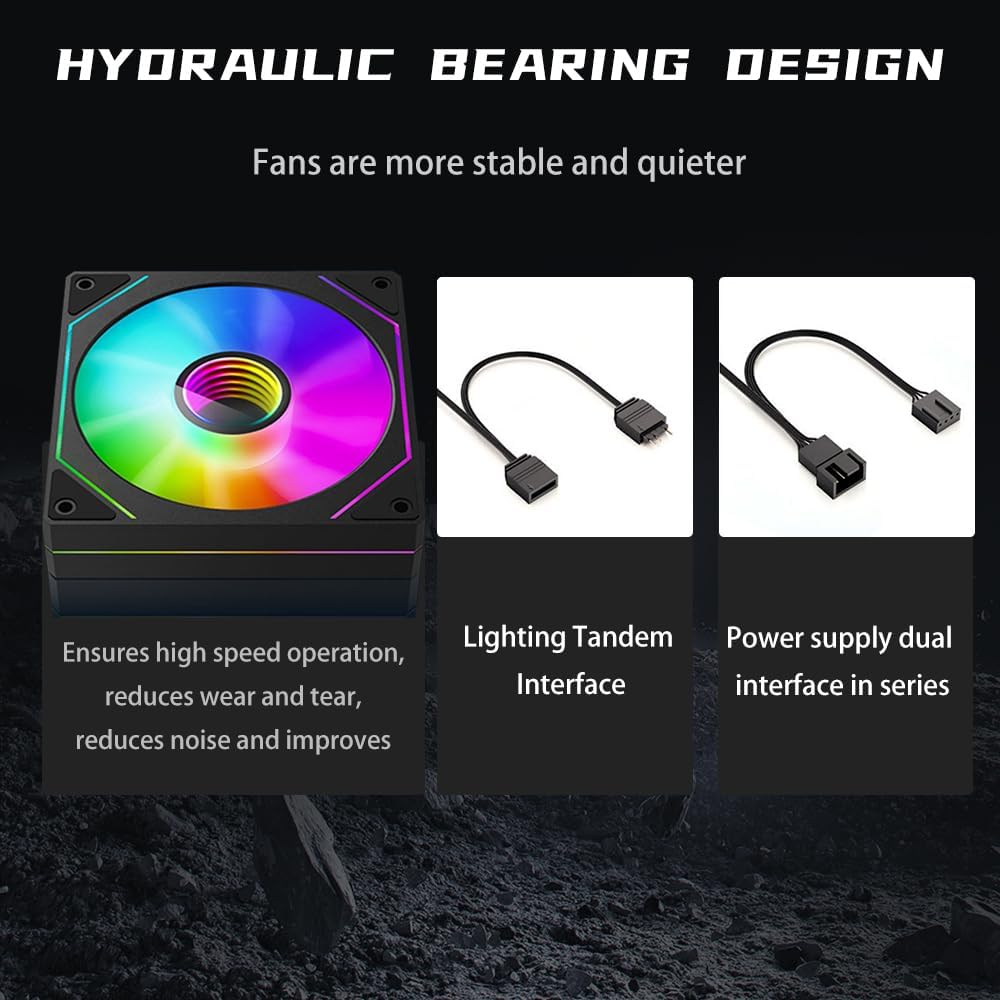 HYDRAULIC BEARING DESIGN
Fans are more stable and quieter
Ensures high speed operation,
reduces wear and tear,
reduces noise and improves
Lighting Tandem
Interface
Power supply dual
interface in series